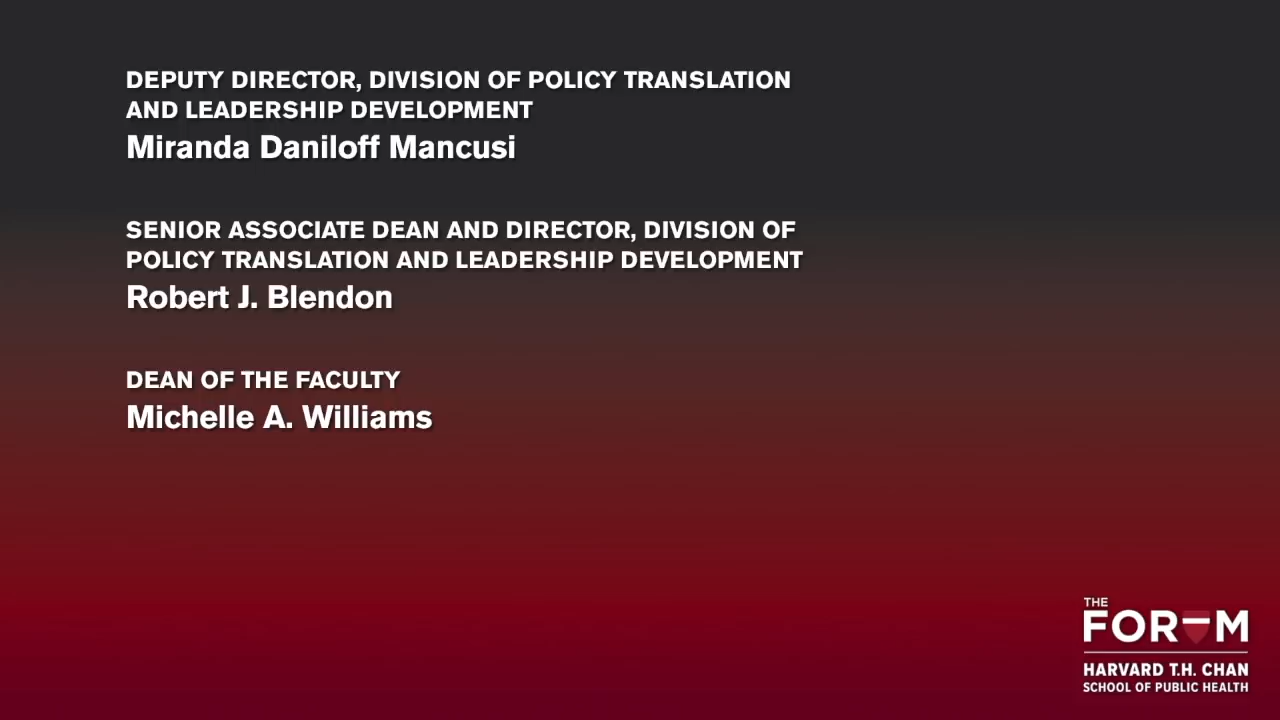 DEPUTY DIRECTOR, DIVISION OF POLICY TRANSLATION
AND LEADERSHIP DEVELOPMENT
Miranda Daniloff Mancusi
SENIOR ASSOCIATE DEAN AND DIRECTOR, DIVISION OF
POLICY TRANSLATION AND LEADERSHIP DEVELOPMENT
Robert J. Blendon
DEAN OF THE FACULTY
Michelle A. Williams
THE
FORUM
HARVARD T.H. CHAN
SCHOOL OF PUBLIC HEALTH